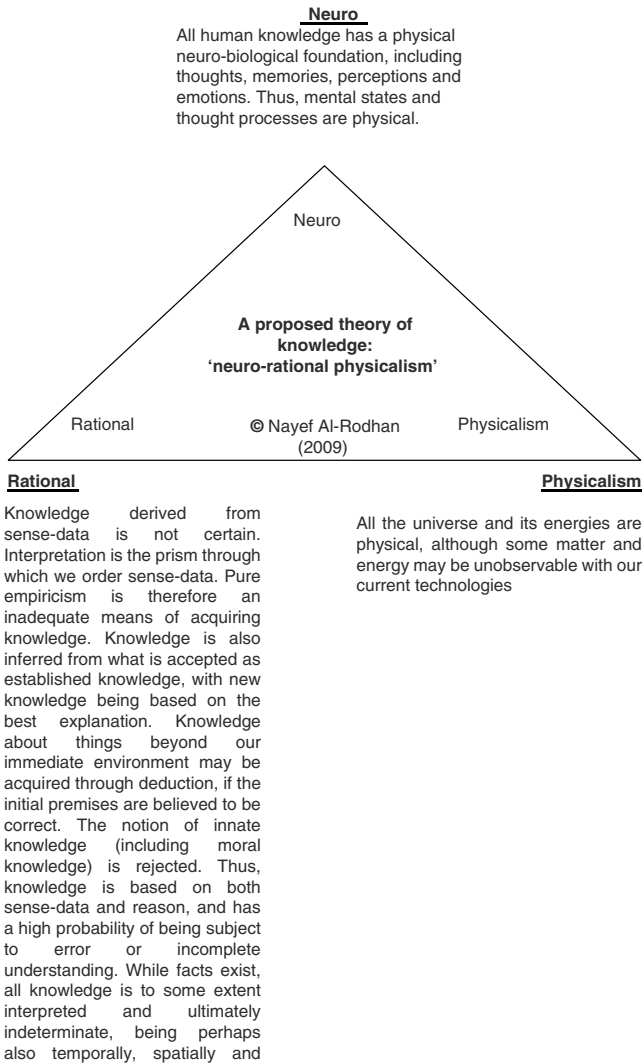 Neuro
All human knowledge has a physical
neuro-biological foundation, including
thoughts, memories, perceptions and
emotions. Thus, mental states and
thought processes are physical.
Neuro
A proposed theory of
knowledge:
‘neuro-rational physicalism’
Rational
© Nayef Al-Rodhan
(2009)
Physicalism
Rational
Knowledge derived from
sense-data is not certain.
Interpretation is the prism through
which we order sense-data. Pure
empiricism is therefore an
inadequate means of acquiring
knowledge. Knowledge is also
inferred from what is accepted as
established knowledge, with new
knowledge being based on the
best explanation. Knowledge
about things beyond our
immediate environment may be
acquired through deduction, if the
initial premises are believed to be
correct. The notion of innate
knowledge (including moral
knowledge) is rejected. Thus,
knowledge is based on both
sense-data and reason, and has
a high probability of being subject
to error or incomplete
understanding. While facts exist,
all knowledge is to some extent
interpreted and ultimately
indeterminate, being perhaps
also temporally, spatially and
Physicalism
All the universe and its energies are
physical, although some matter and
energy may be unobservable with our
current technologies